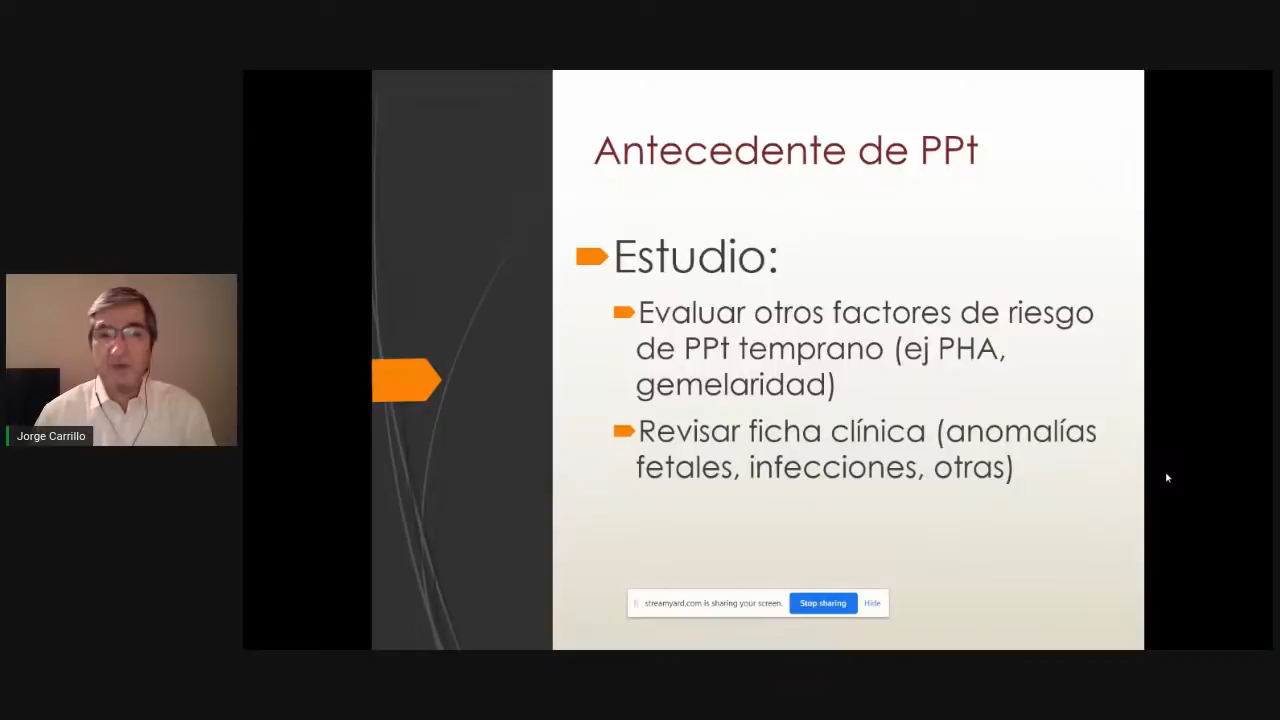 Antecedente de PPt
Estudio:
Evaluar otros factores de riesgo
de PPt temprano (ej PHA,
gemelaridad)
Revisar ficha clínica (anomalías
fetales, infecciones, otras)
Jorge Carrillo
streamyard.com is sharing your screen. Stop sharing Hide